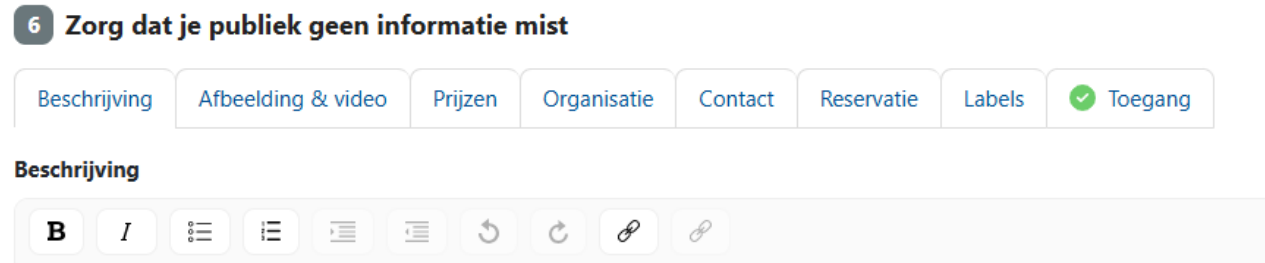 6 Zorg dat je publiek geen informatie mist
Beschrijving Afbeelding & video Prijzen Organisatie Contact Reservatie Labels Toegang
Beschrijving
B I